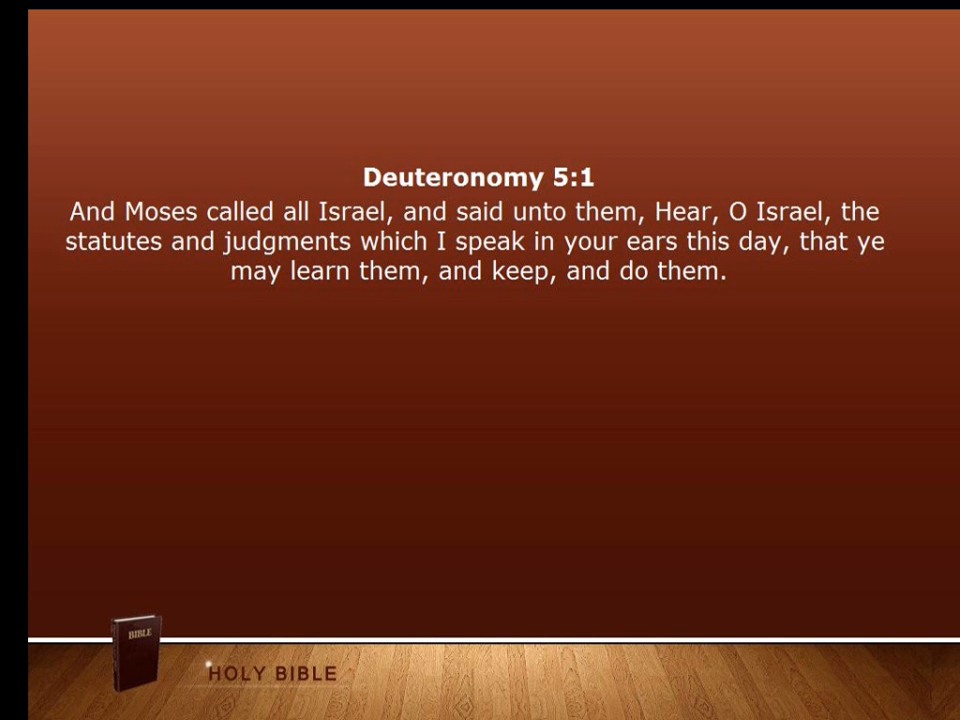 Deuteronomy 5:1
And Moses called all Israel, and said unto them, Hear, O Israel, the
statutes and judgments which I speak in your ears this day, that ye
may learn them, and keep, and do them.
BIBLE
HOLY BIBLE